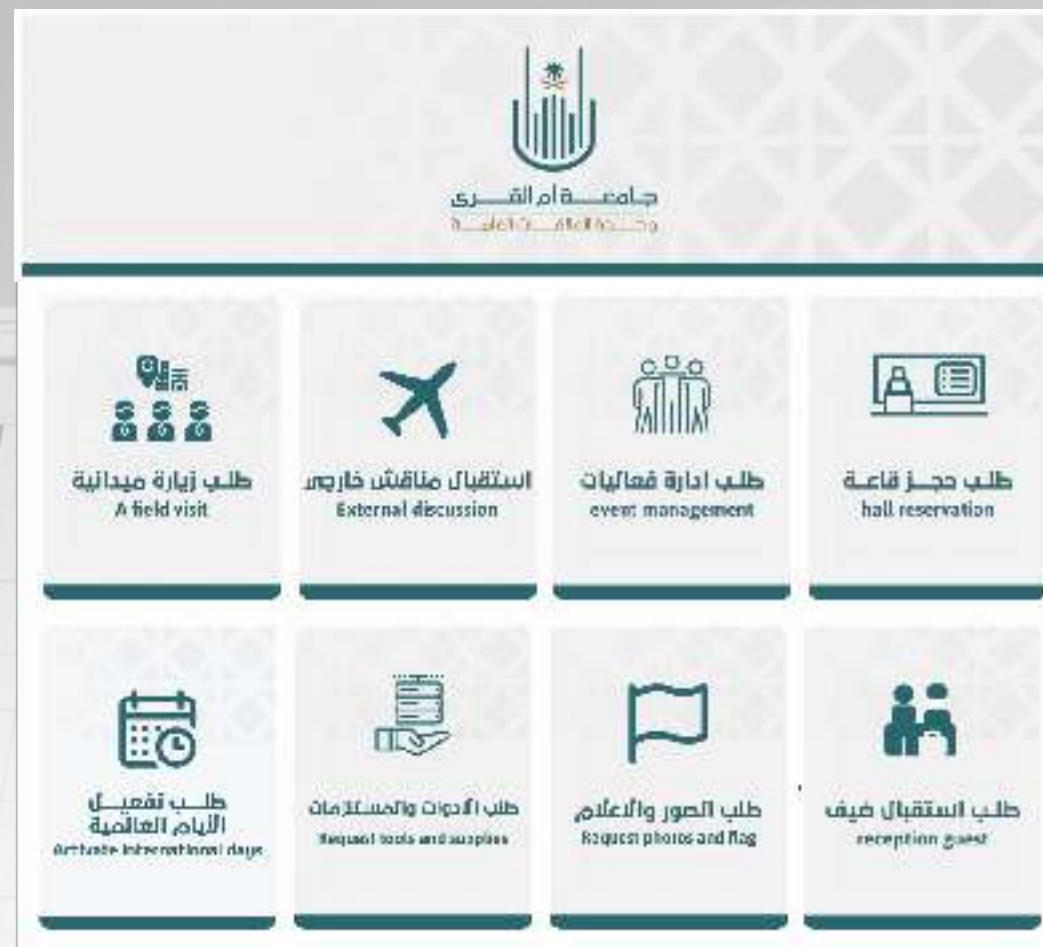 جامعة أم القرى
طلب حجز قاعة
hall reservation
طلب ادارة فعاليات
event management
استقبال مناقش خارجي
External discussion
طلب زيارة ميدانية
A field visit
طلب استقبال ضيف
reception guest
طلب الصور والاعلام
Request photos and flag
طلب الادوات والمستلزمات
Request tools and supplies
طلب تفعيل
الأيام العالمية
Activate international days